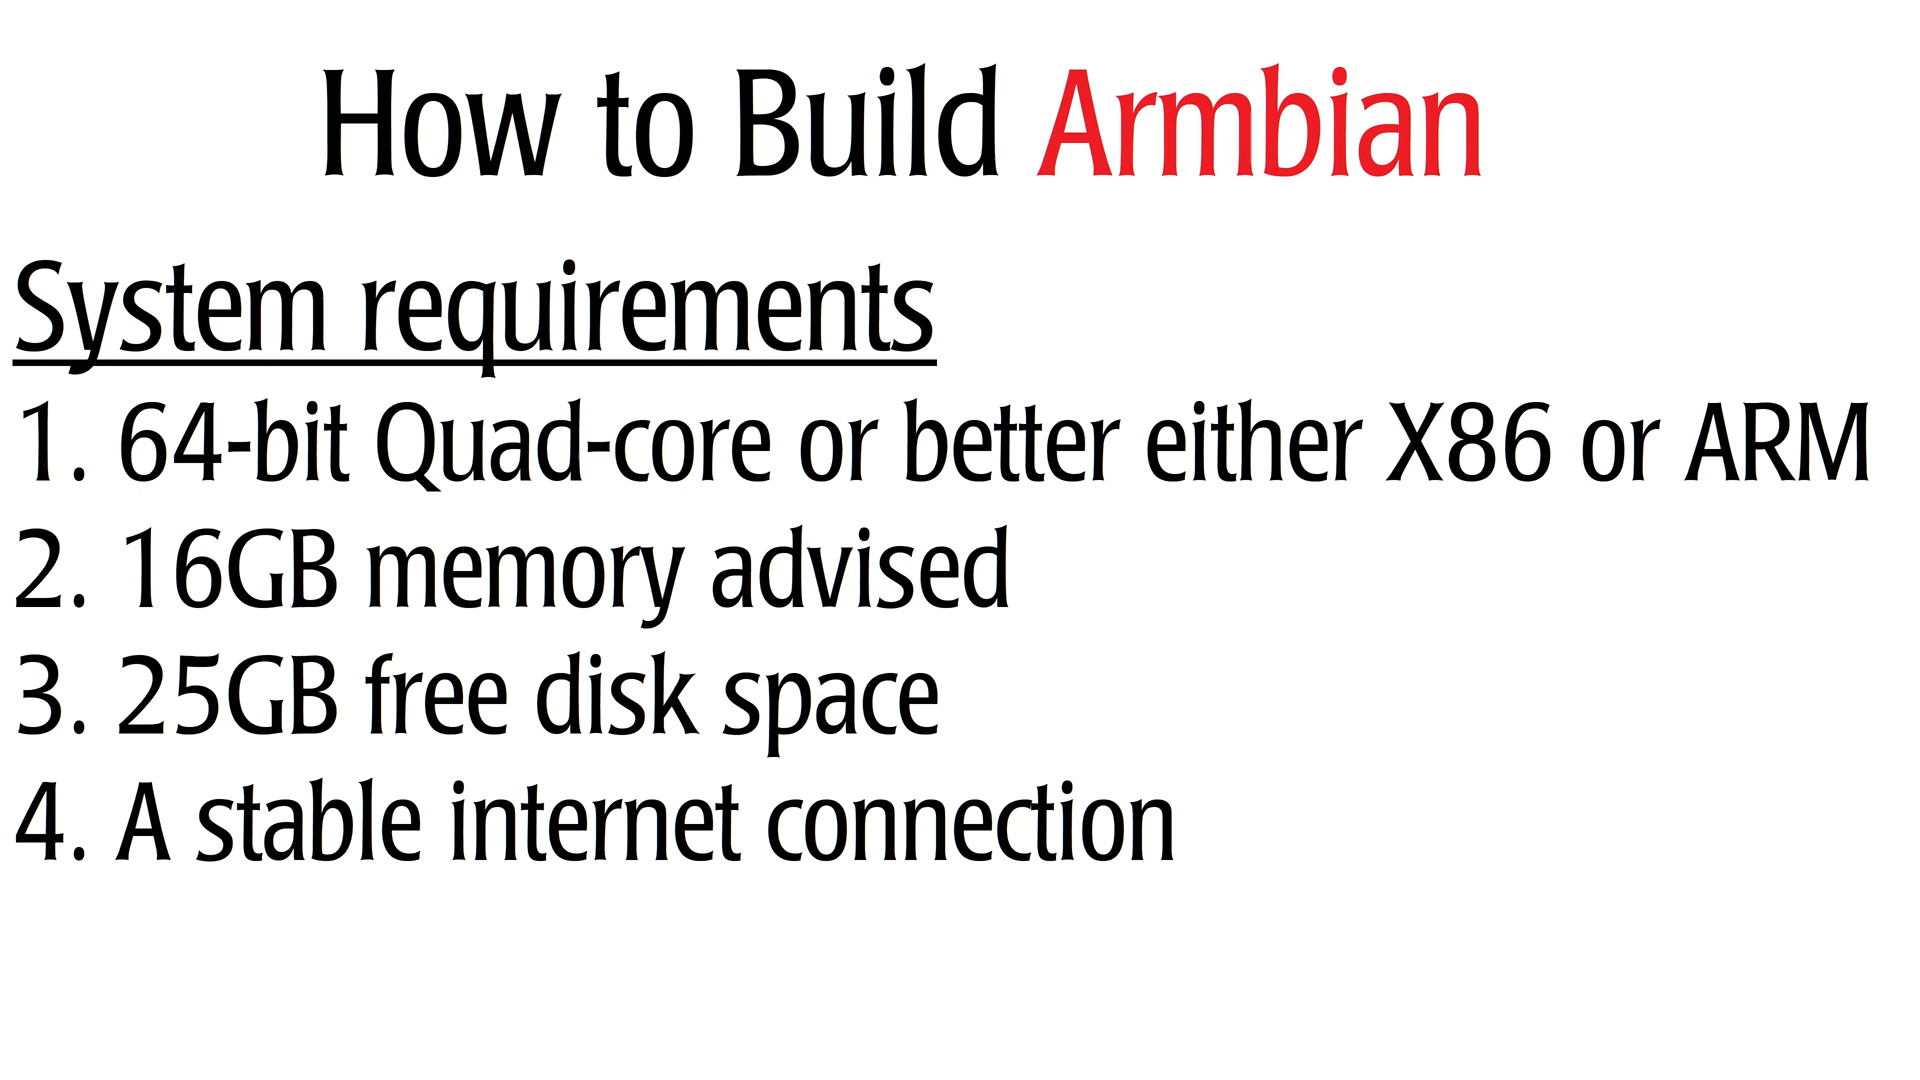 How to Build Armbian
System requirements
1. 64-bit Quad-core or better either X86 or ARM
2. 16GB memory advised
3. 25GB free disk space
4. A stable internet connection